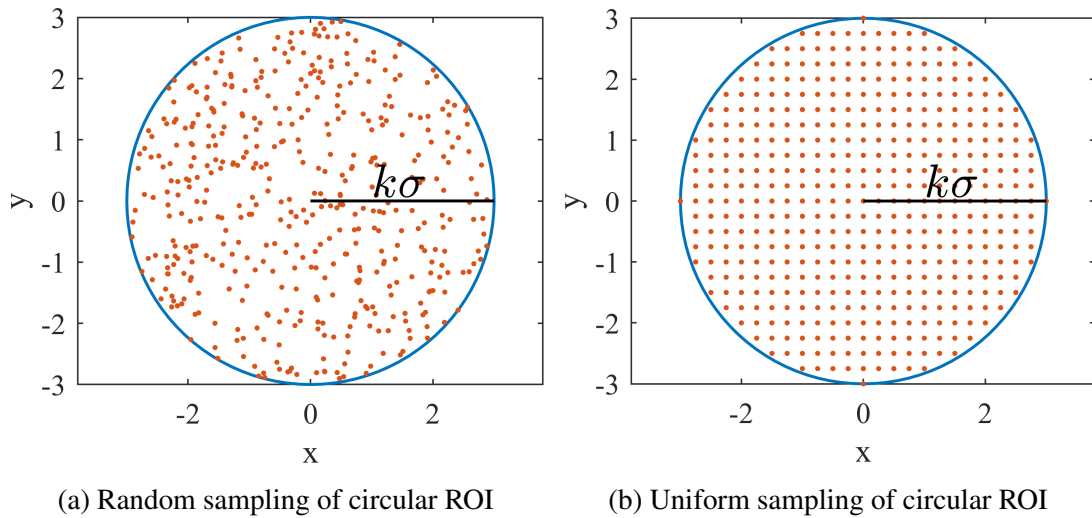 3
2
1
0
-1
-2
-3
y
kσ
-2
0
2
x
(a) Random sampling of circular ROI
3
2
1
0
-1
-2
-3
y
kσ
-2
0
2
x
(b) Uniform sampling of circular ROI